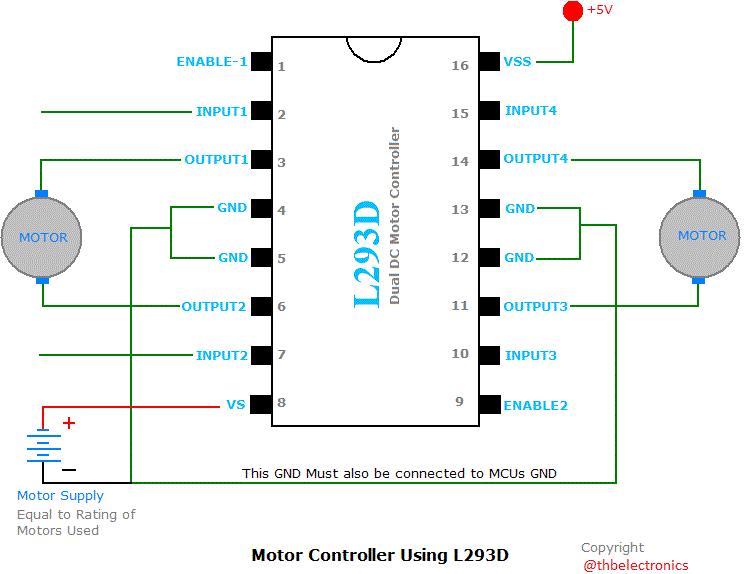 +5V
ENABLE-1
1
16
VSS
INPUT1
2
15
INPUT4
OUTPUT1
3
14
OUTPUT4
GND
4
13
GND
MOTOR
L293D
Dual DC Motor Controller
MOTOR
GND
5
12
GND
OUTPUT2
6
11
OUTPUT3
INPUT2
7
10
INPUT3
VS
8
9
ENABLE2
+
−
This GND Must also be connected to MCUs GND
Motor Supply
Equal to Rating of
Motors Used
Motor Controller Using L293D
Copyright
@thbelectronics